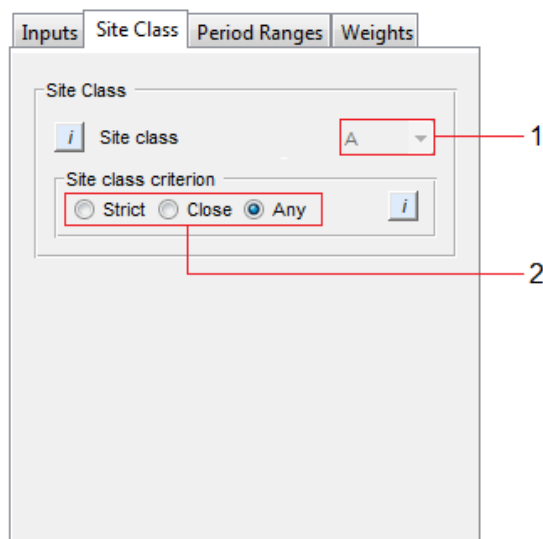 Inputs Site Class Period Ranges Weights
Site Class
i Site class A 1
Site class criterion
Strict Close Any i
2